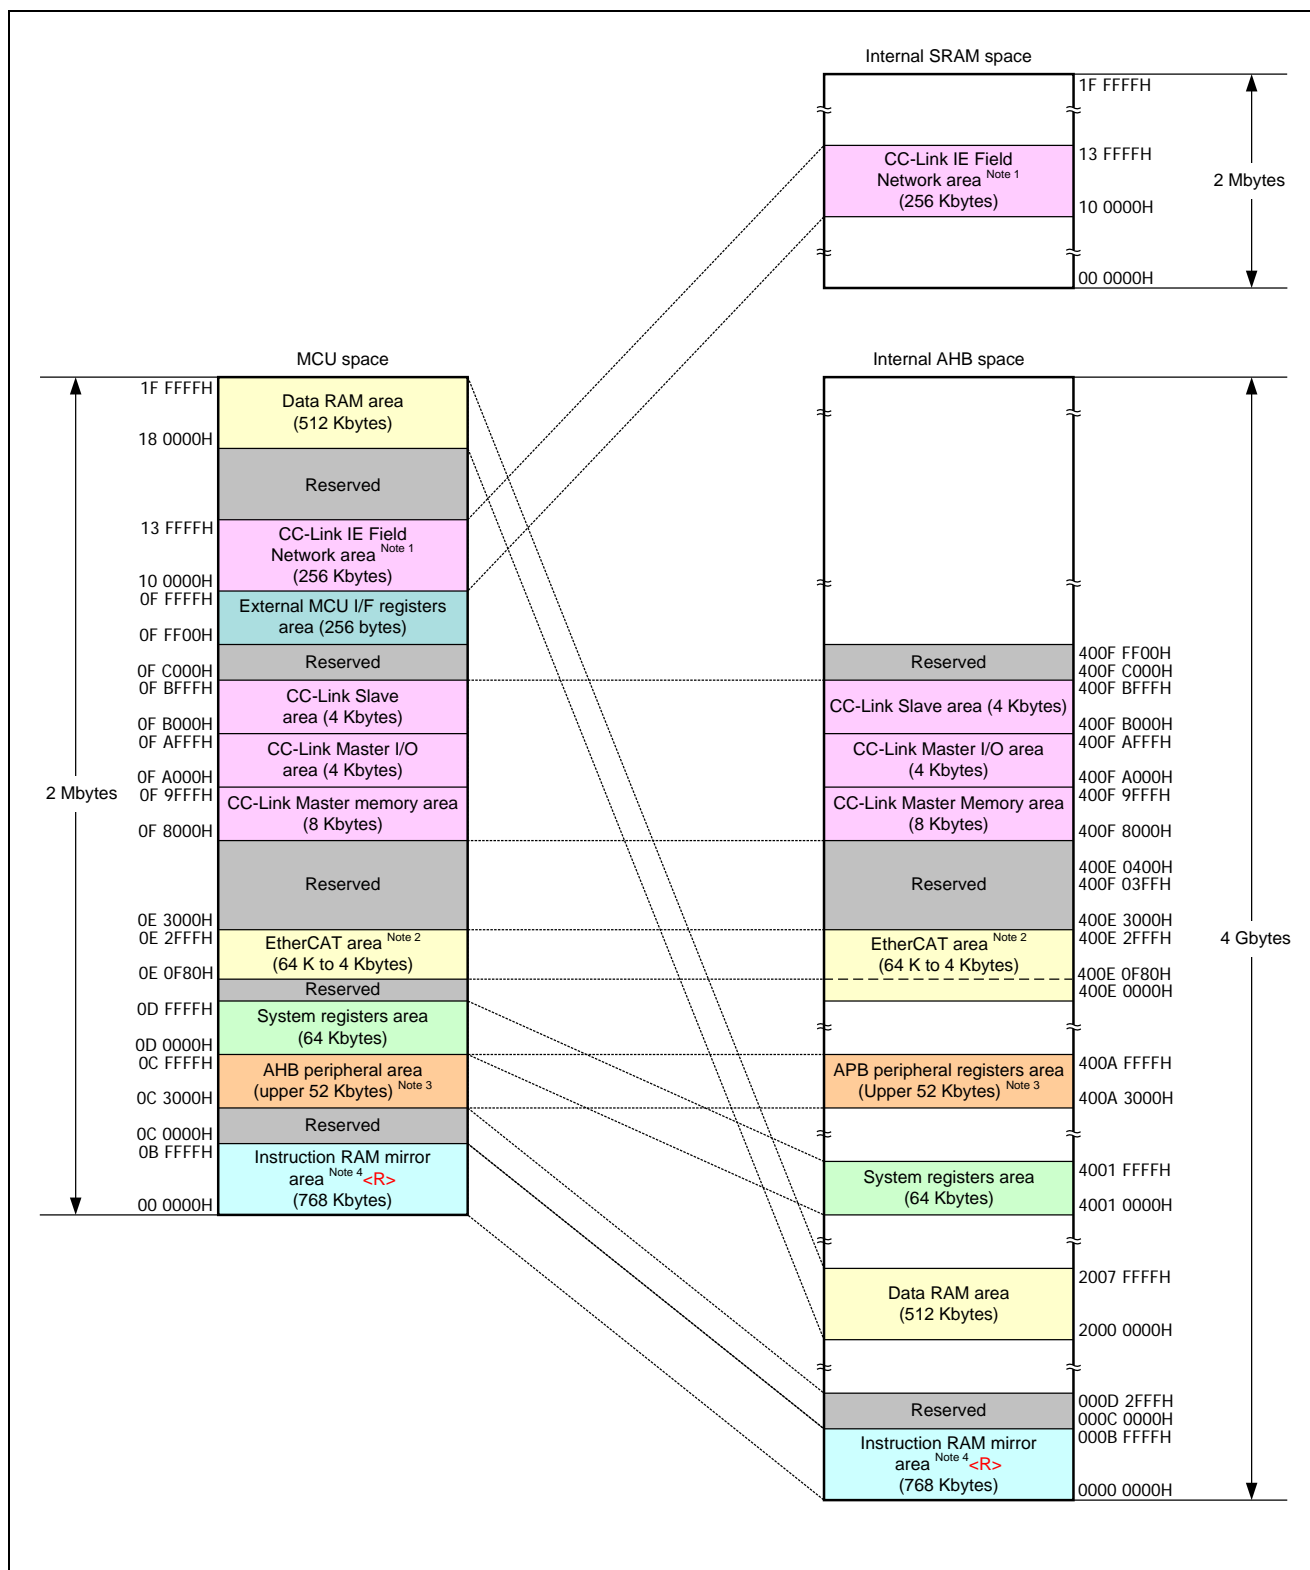 Internal SRAM space
1F FFFFH
CC-Link IE Field
Network area Note 1
(256 Kbytes)
13 FFFFH
10 0000H
00 0000H
2 Mbytes
MCU space
1F FFFFH
Data RAM area
(512 Kbytes)
18 0000H
Reserved
13 FFFFH
CC-Link IE Field
Network area Note 1
(256 Kbytes)
10 0000H
0F FFFFH
External MCU I/F registers
area (256 bytes)
0F FF00H
Reserved
0F C000H
0F BFFFH
CC-Link Slave
area (4 Kbytes)
0F B000H
0F AFFFH
CC-Link Master I/O
area (4 Kbytes)
0F A000H
0F 9FFFH
CC-Link Master memory area
(8 Kbytes)
0F 8000H
Reserved
0E 3000H
0E 2FFFH
EtherCAT area Note 2
(64 K to 4 Kbytes)
0E 0F80H
Reserved
0D FFFFH
System registers area
(64 Kbytes)
0D 0000H
0C FFFFH
AHB peripheral area
(upper 52 Kbytes) Note 3
0C 3000H
Reserved
0C 0000H
0B FFFFH
Instruction RAM mirror
area Note 4 <R>
(768 Kbytes)
00 0000H
2 Mbytes
Internal AHB space
Reserved
400F FF00H
400F C000H
400F BFFFH
CC-Link Slave area (4 Kbytes)
400F B000H
400F AFFFH
CC-Link Master I/O area
(4 Kbytes)
400F A000H
400F 9FFFH
CC-Link Master Memory area
(8 Kbytes)
400F 8000H
400E 0400H
400F 03FFH
Reserved
400E 3000H
400E 2FFFH
EtherCAT area Note 2
(64 K to 4 Kbytes)
400E 0F80H
400E 0000H
400A FFFFH
APB peripheral registers area
(Upper 52 Kbytes) Note 3
400A 3000H
4001 FFFFH
System registers area
(64 Kbytes)
4001 0000H
2007 FFFFH
Data RAM area
(512 Kbytes)
2000 0000H
000D 2FFFH
Reserved
000C 0000H
000B FFFFH
Instruction RAM mirror
area Note 4 <R>
(768 Kbytes)
0000 0000H
4 Gbytes